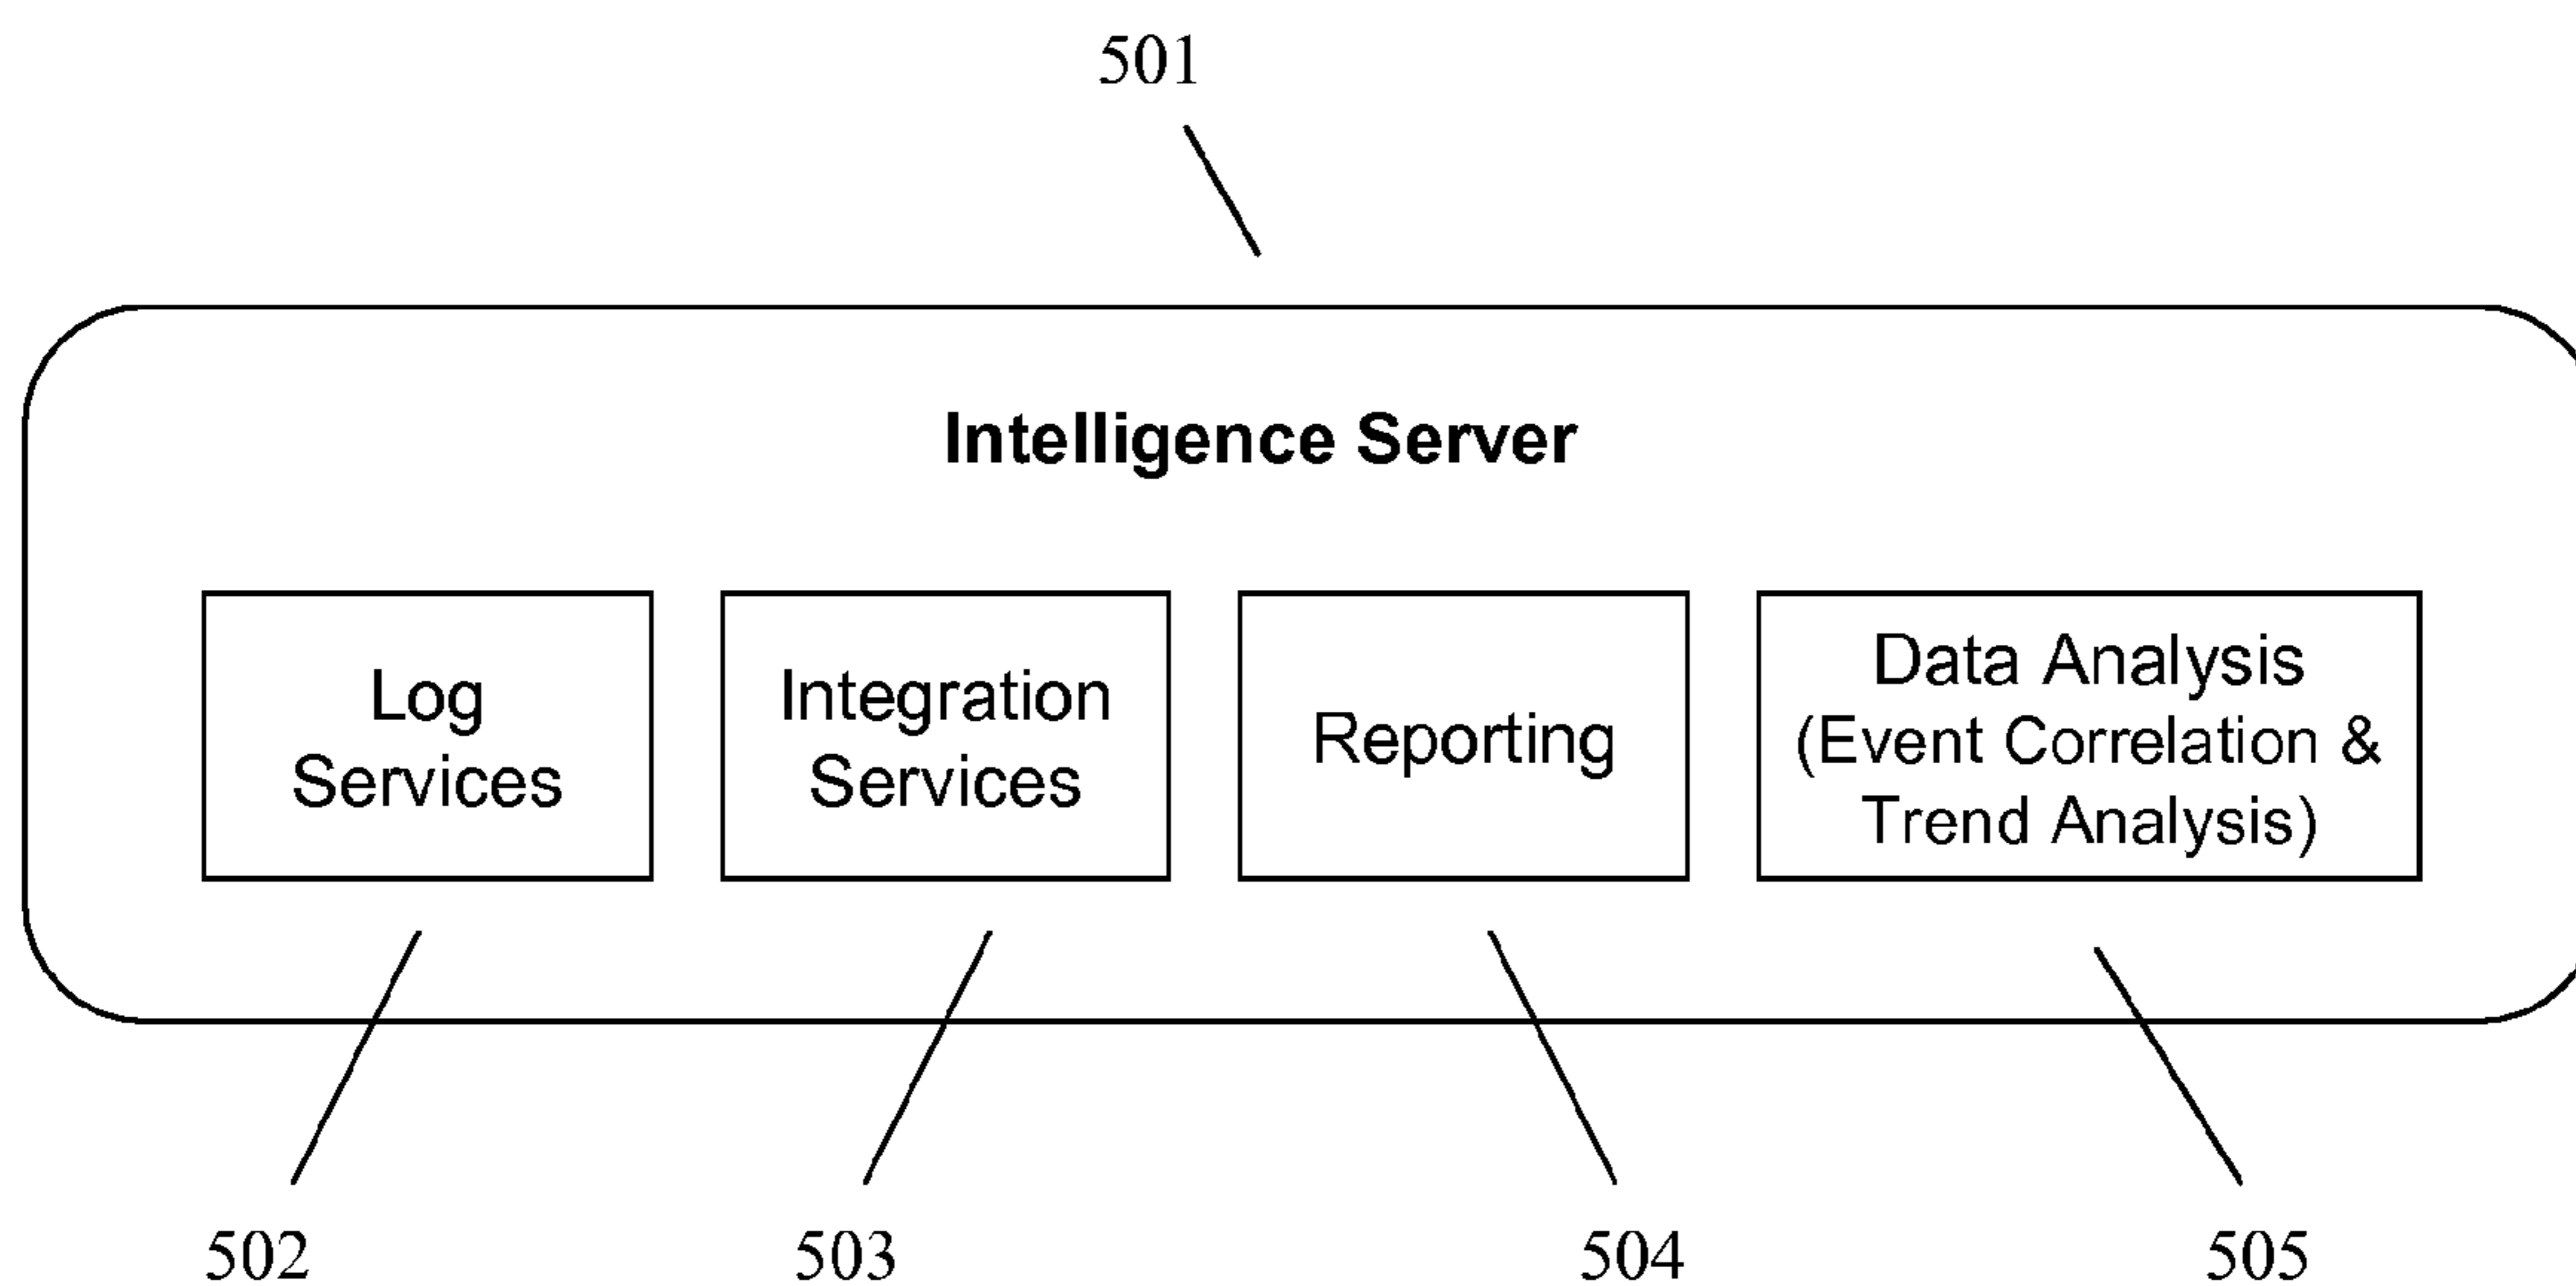 501
Intelligence Server
Log
Services
Integration
Services
Reporting
Data Analysis
(Event Correlation &
Trend Analysis)
502
503
504
505